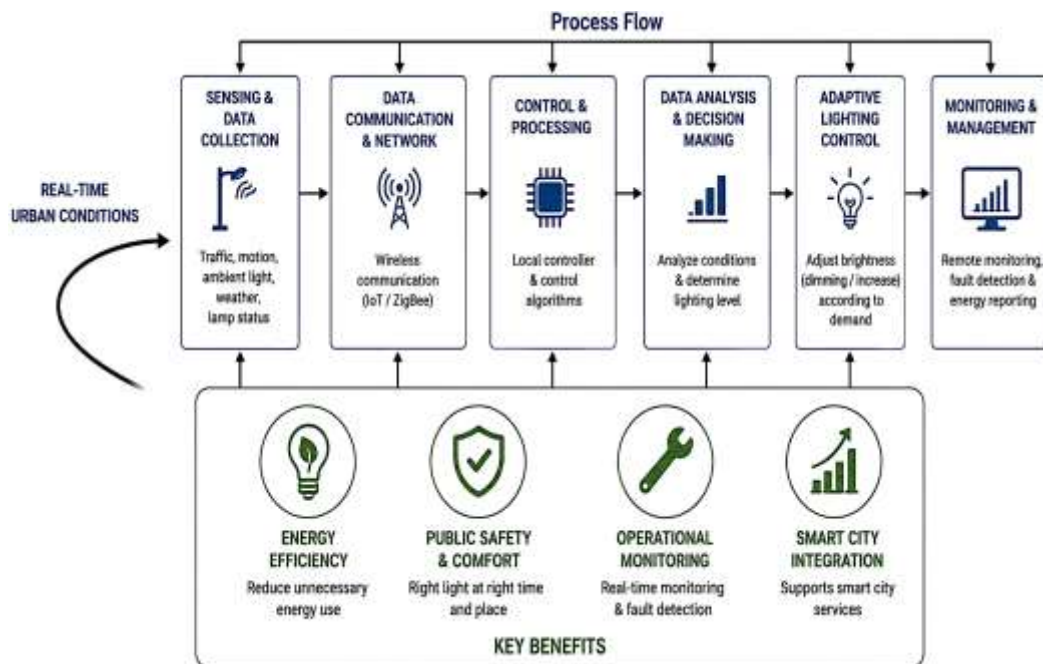 Process Flow
SENSING &
DATA
COLLECTION
Traffic, motion,
ambient light,
weather,
lamp status
DATA
COMMUNICATION
& NETWORK
Wireless
communication
(IoT / ZigBee)
CONTROL &
PROCESSING
Local controller
& control
algorithms
DATA ANALYSIS
& DECISION
MAKING
Analyze conditions
& determine
lighting level
ADAPTIVE
LIGHTING
CONTROL
Adjust brightness
(dimming / increase)
according to
demand
MONITORING &
MANAGEMENT
Remote monitoring,
fault detection &
energy reporting
REAL-TIME
URBAN CONDITIONS
ENERGY
EFFICIENCY
Reduce unnecessary
energy use
PUBLIC SAFETY
& COMFORT
Right light at right time
and place
OPERATIONAL
MONITORING
Real-time monitoring
& fault detection
SMART CITY
INTEGRATION
Supports smart city
services
KEY BENEFITS